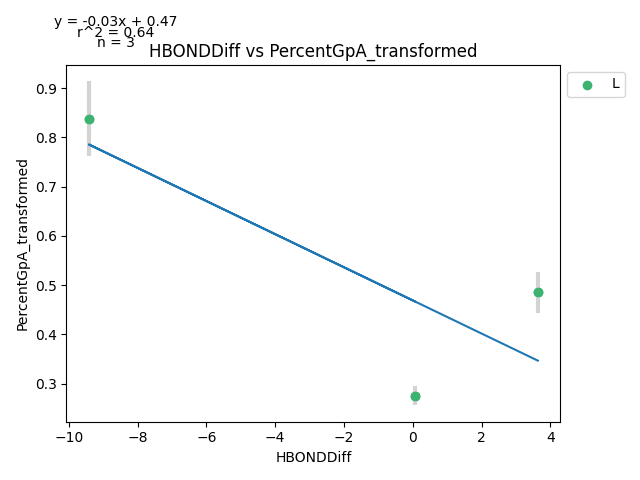 y = -0.03x + 0.47
r^2 = 0.64
n = 3
HBONDDiff vs PercentGpA_transformed
L
PercentGpA_transformed
0.9
0.8
0.7
0.6
0.5
0.4
0.3
−10
−8
−6
−4
−2
0
2
4
HBONDDiff